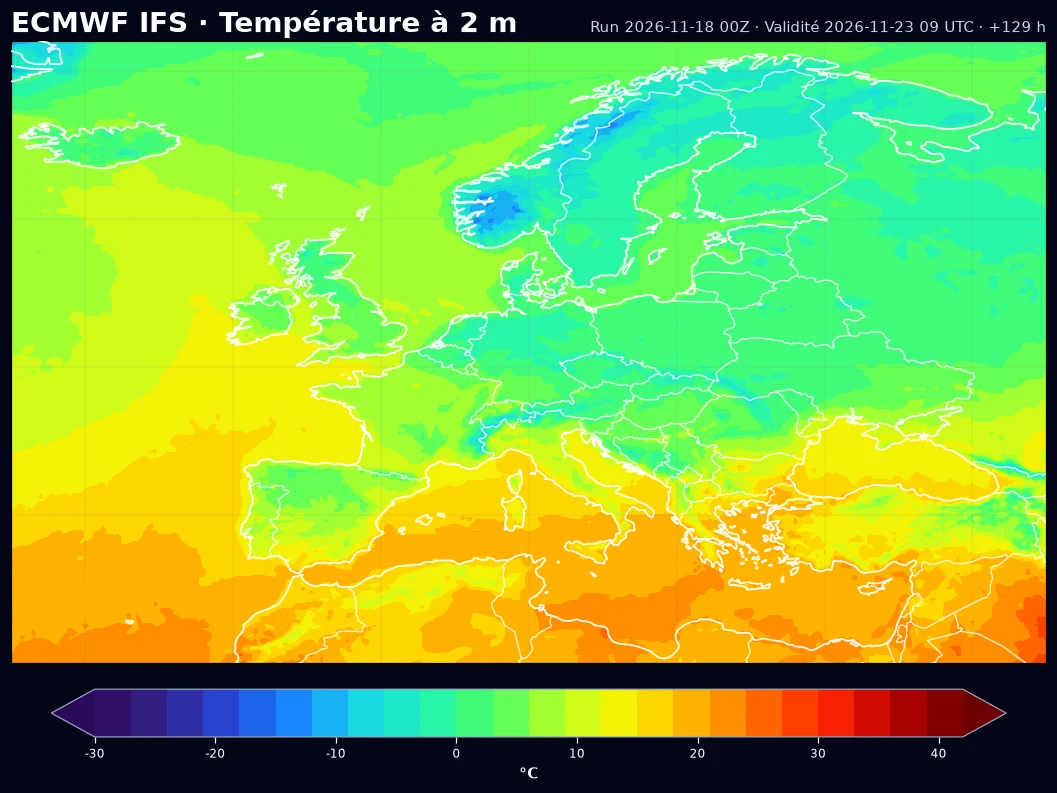 ECMWF IFS · Température à 2 m
Run 2026-11-18 00Z · Validité 2026-11-23 09 UTC · +129 h
-30 -20 -10 0 10 20 30 40
°C